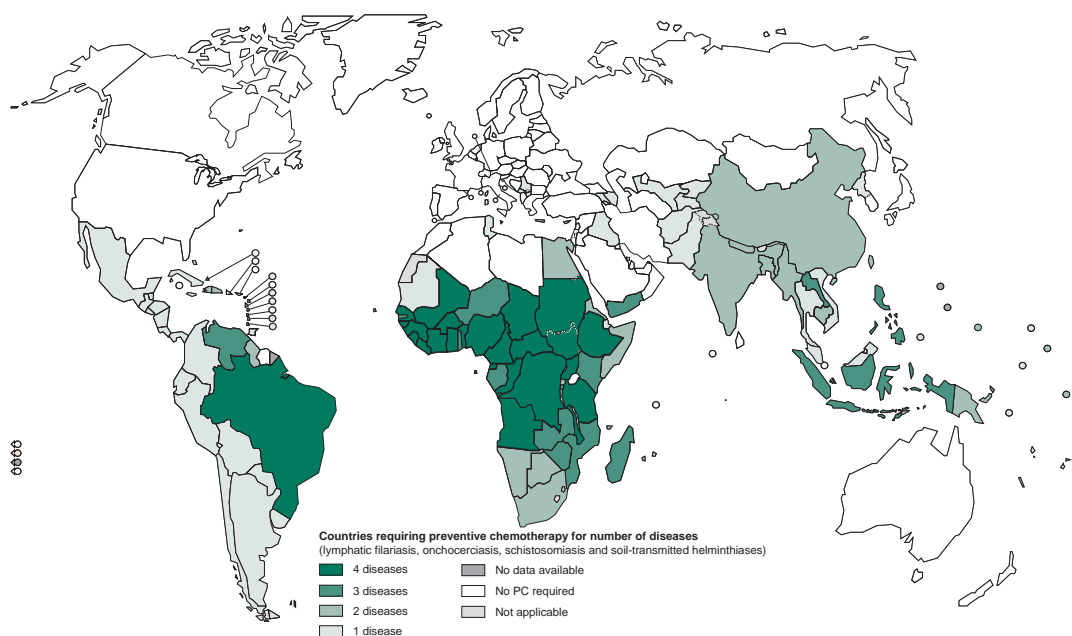 Countries requiring preventive chemotherapy for number of diseases
(lymphatic filariasis, onchocerciasis, schistosomiasis and soil-transmitted helminthiases)
4 diseases
3 diseases
2 diseases
1 disease
No data available
No PC required
Not applicable